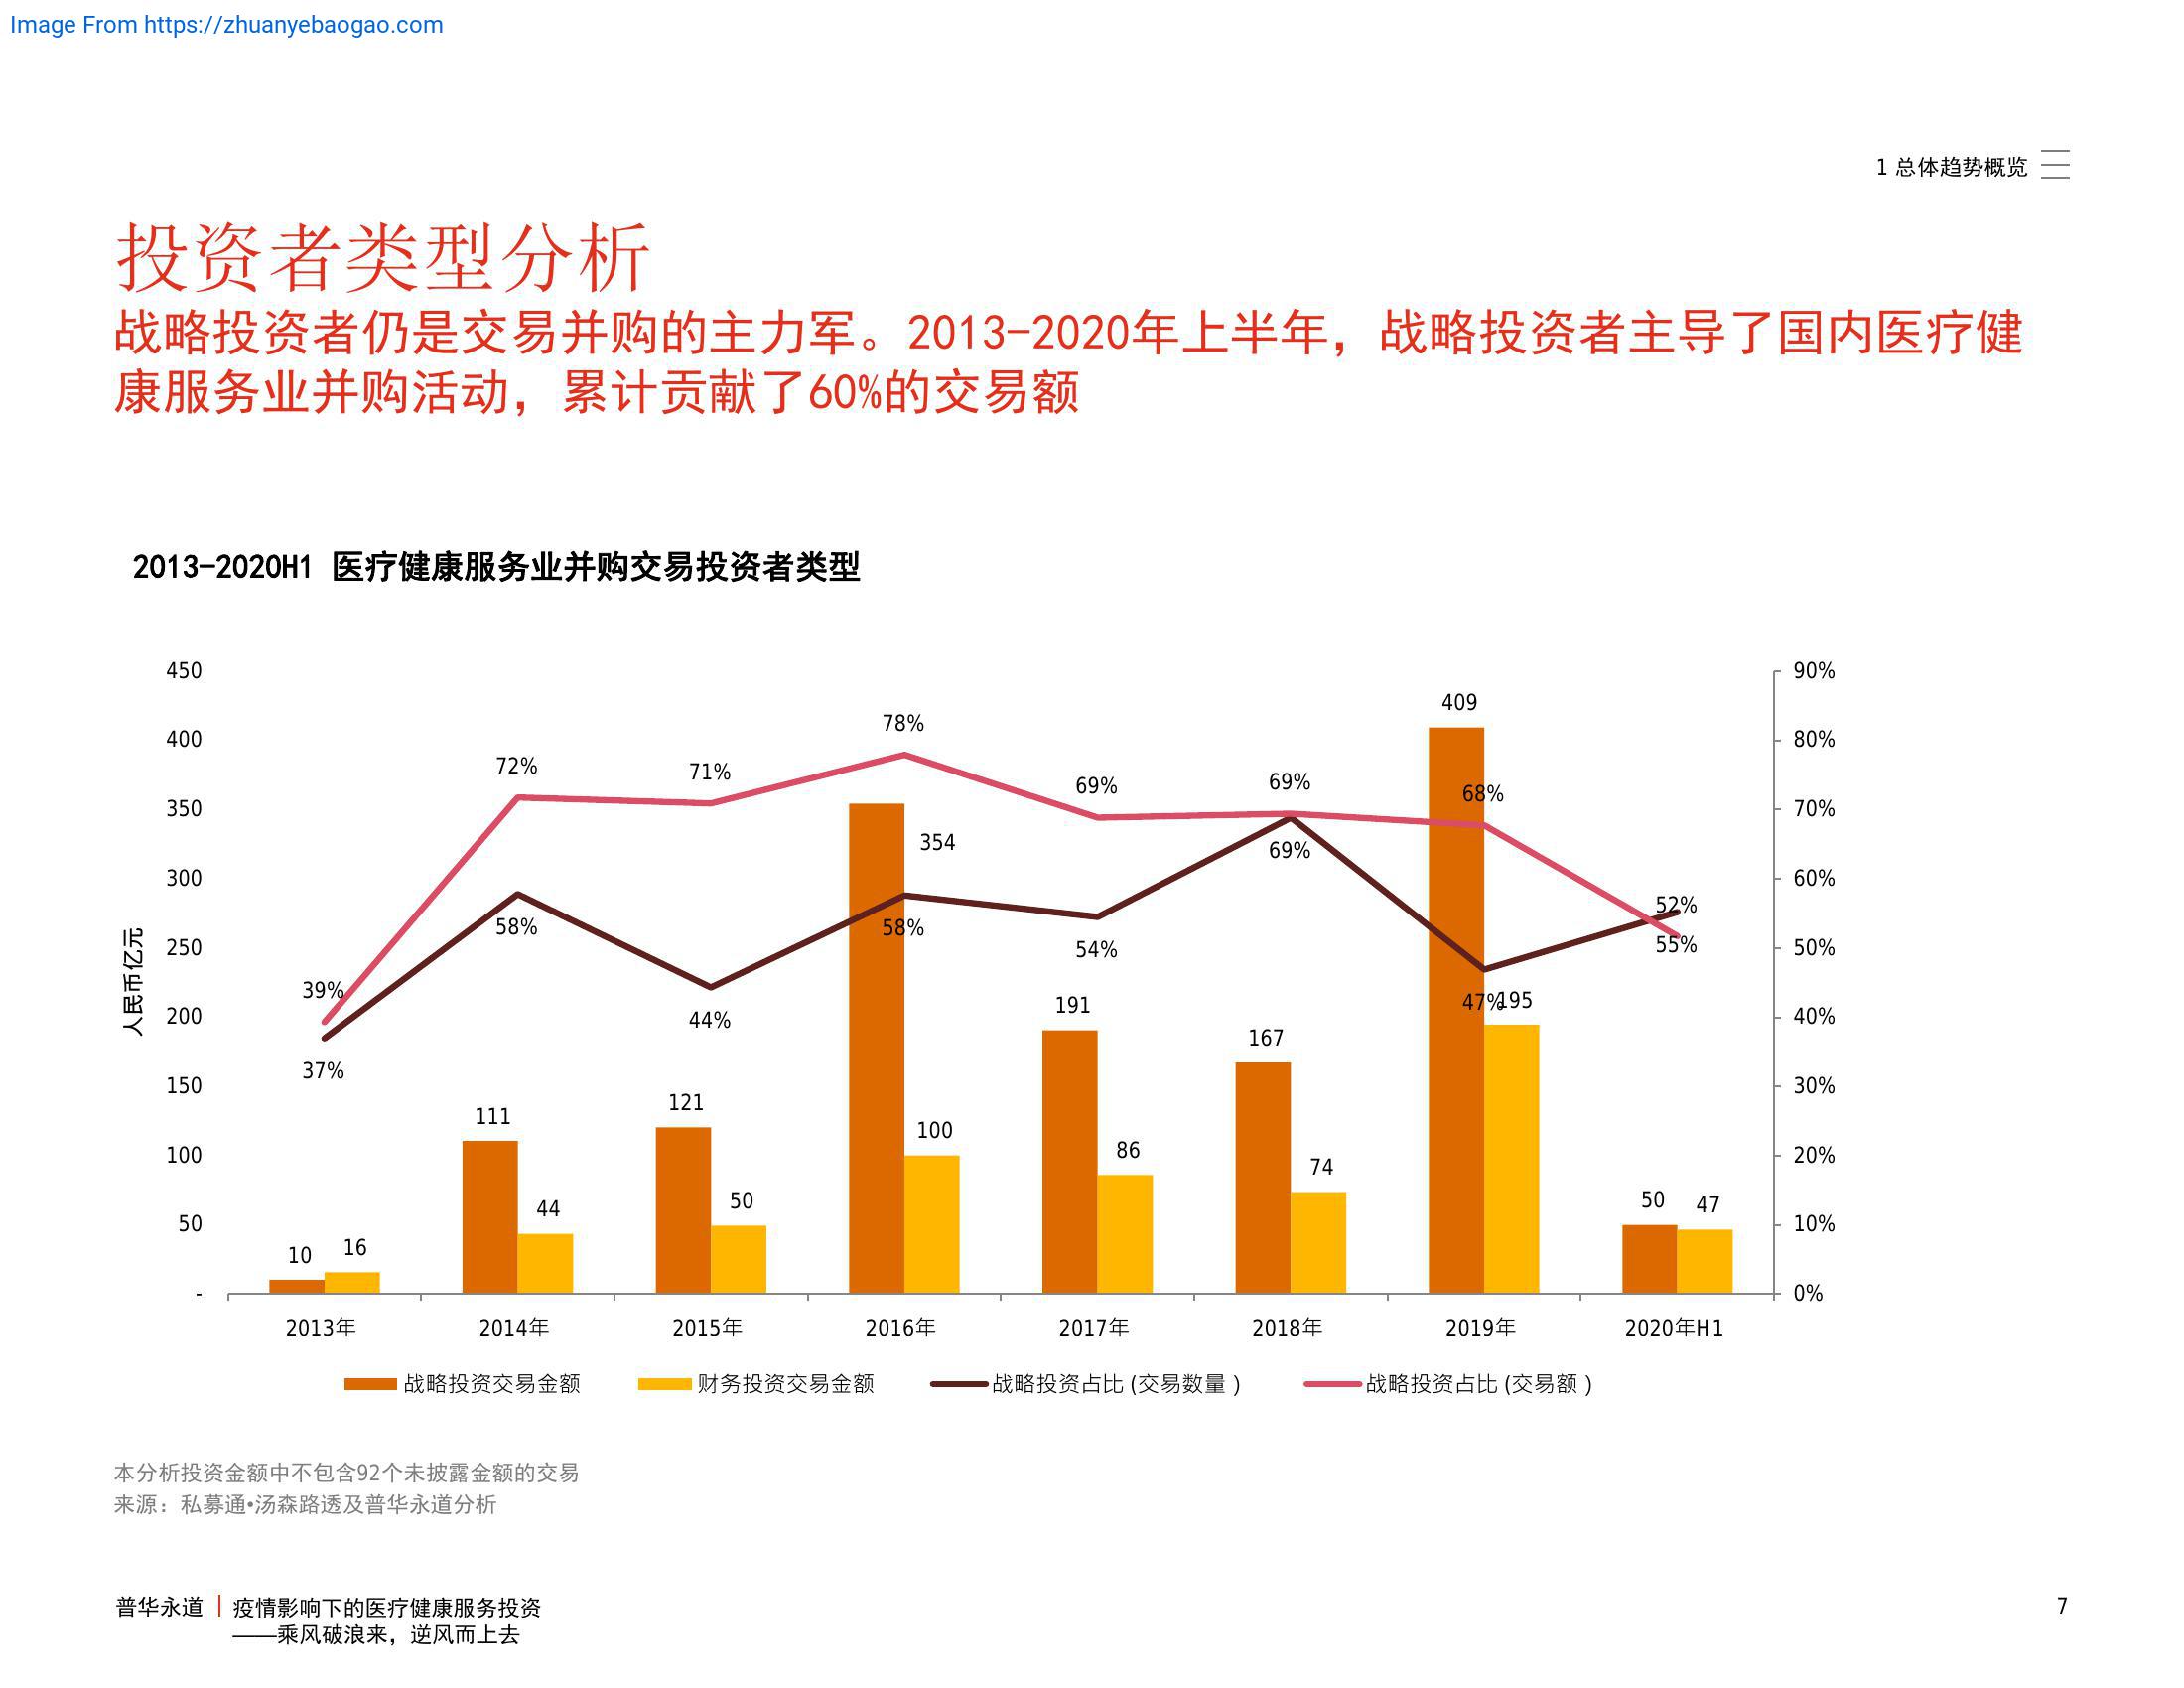 Image From https://zhuanyebaogao.com
1 总体趋势概览
投资者类型分析
战略投资者仍是交易并购的主力军。2013-2020年上半年，战略投资者主导了国内医疗健
康服务业并购活动，累计贡献了60%的交易额
2013-2020H1 医疗健康服务业并购交易投资者类型
人民币亿元
450
400
350
300
250
200
150
100
50
-
90%
80%
70%
60%
50%
40%
30%
20%
10%
0%
39%
72%
71%
78%
69%
69%
68%
52%
37%
58%
44%
58%
54%
69%
47%
55%
10
111
121
354
191
167
409
50
16
44
50
100
86
74
195
47
2013年
2014年
2015年
2016年
2017年
2018年
2019年
2020年H1
战略投资交易金额
财务投资交易金额
战略投资占比 (交易数量 )
战略投资占比 (交易额 )
本分析投资金额中不包含92个未披露金额的交易
来源：私募通•汤森路透及普华永道分析
普华永道
疫情影响下的医疗健康服务投资
——乘风破浪来，逆风而上去
7